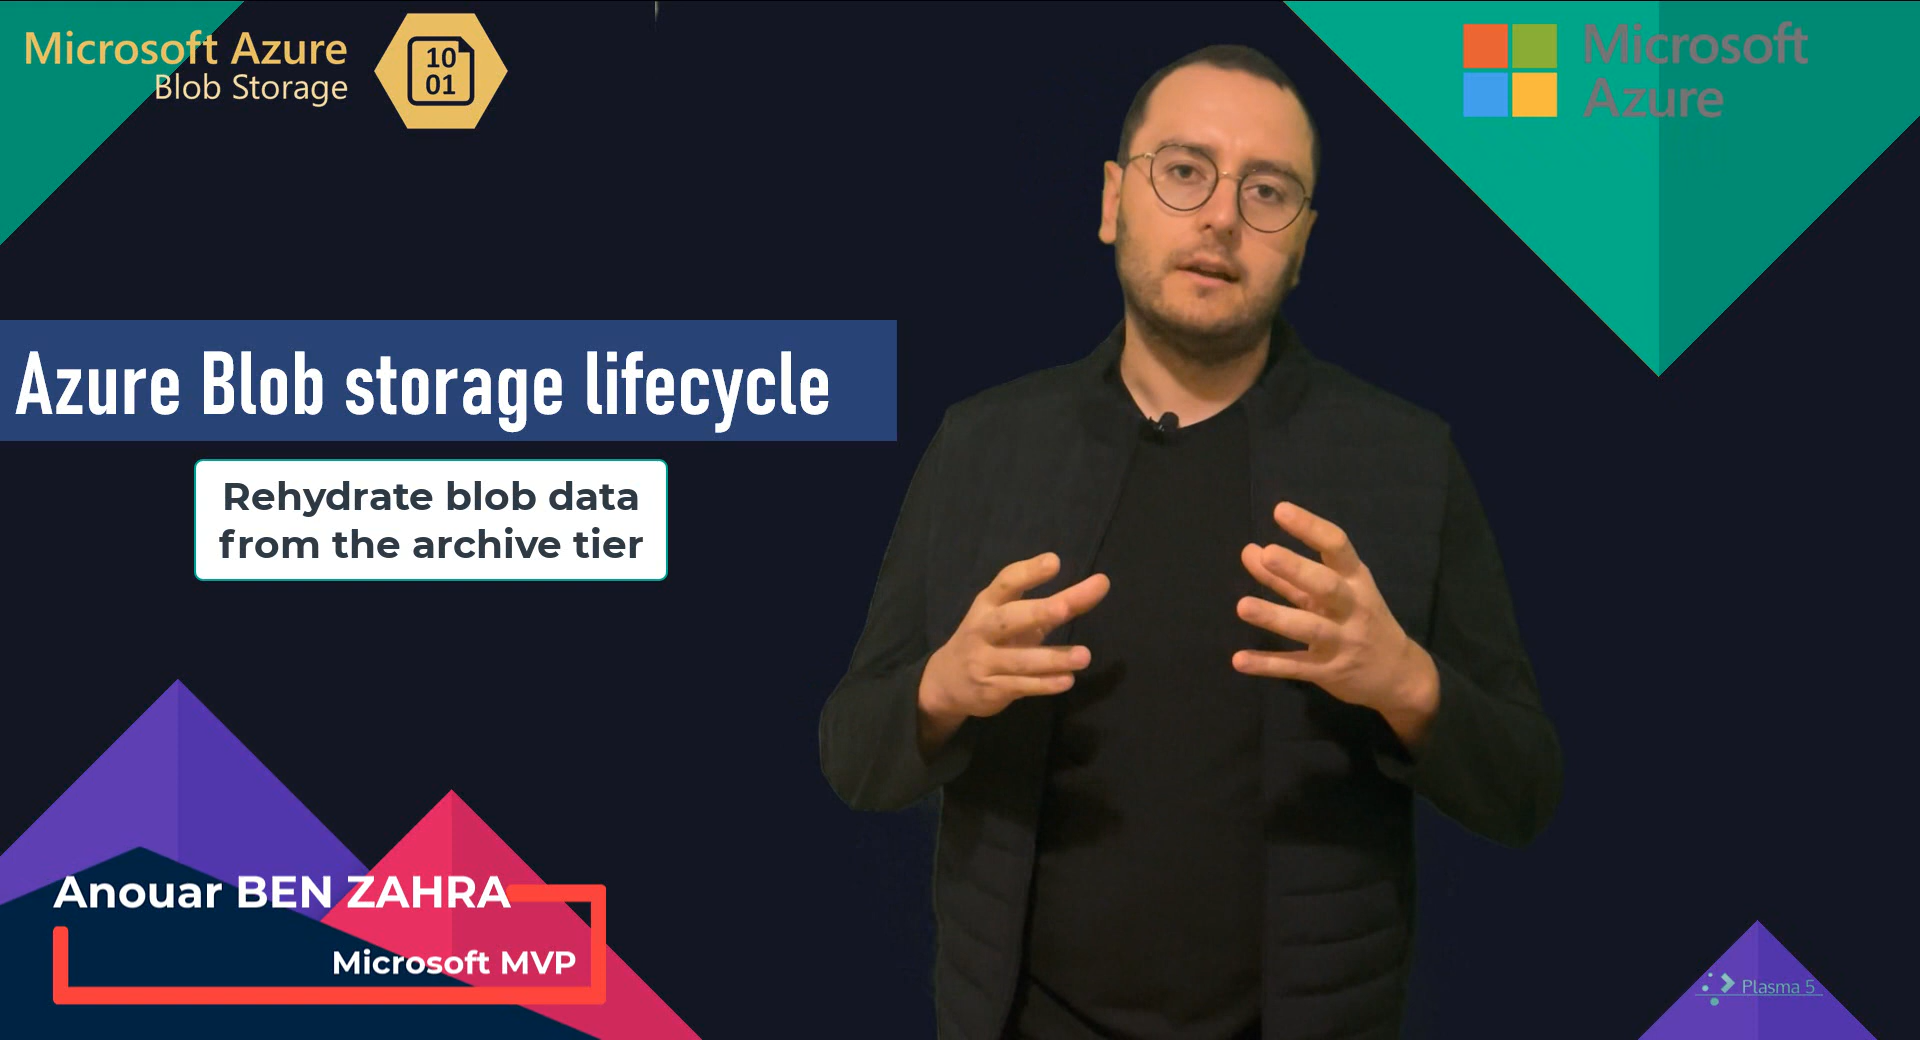 Microsoft Azure
Blob Storage
10
01
Microsoft
Azure
Azure Blob storage lifecycle
Rehydrate blob data
from the archive tier
Anouar BEN ZAHRA
Microsoft MVP
Plasma 5